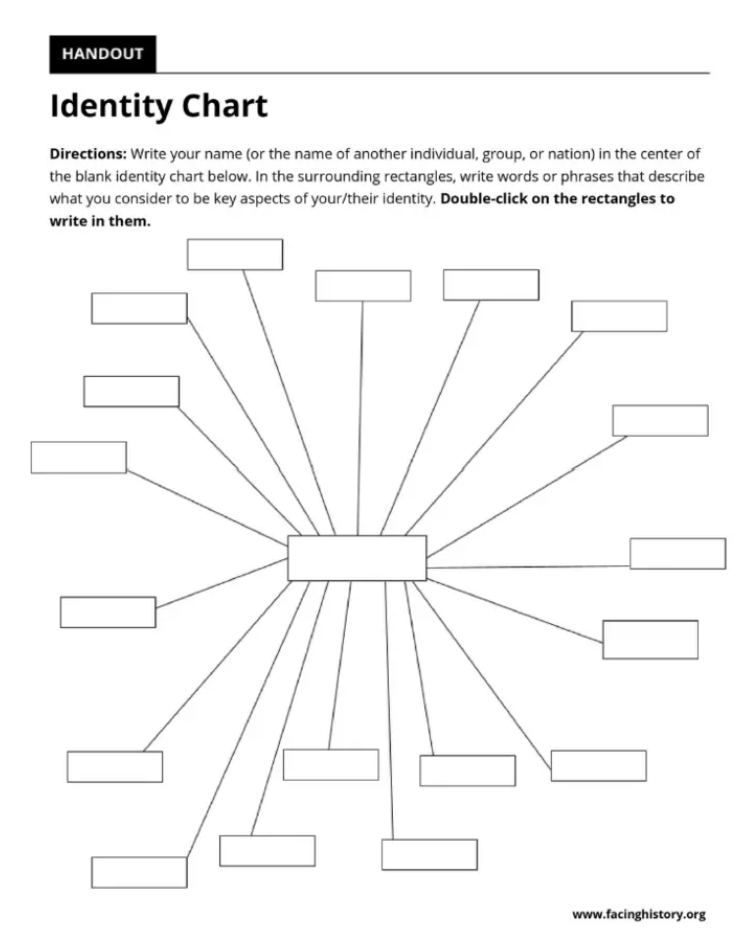 HANDOUT
Identity Chart
Directions: Write your name (or the name of another individual, group, or nation) in the center of
the blank identity chart below. In the surrounding rectangles, write words or phrases that describe
what you consider to be key aspects of your/their identity. Double-click on the rectangles to
write in them.
www.facinghistory.org